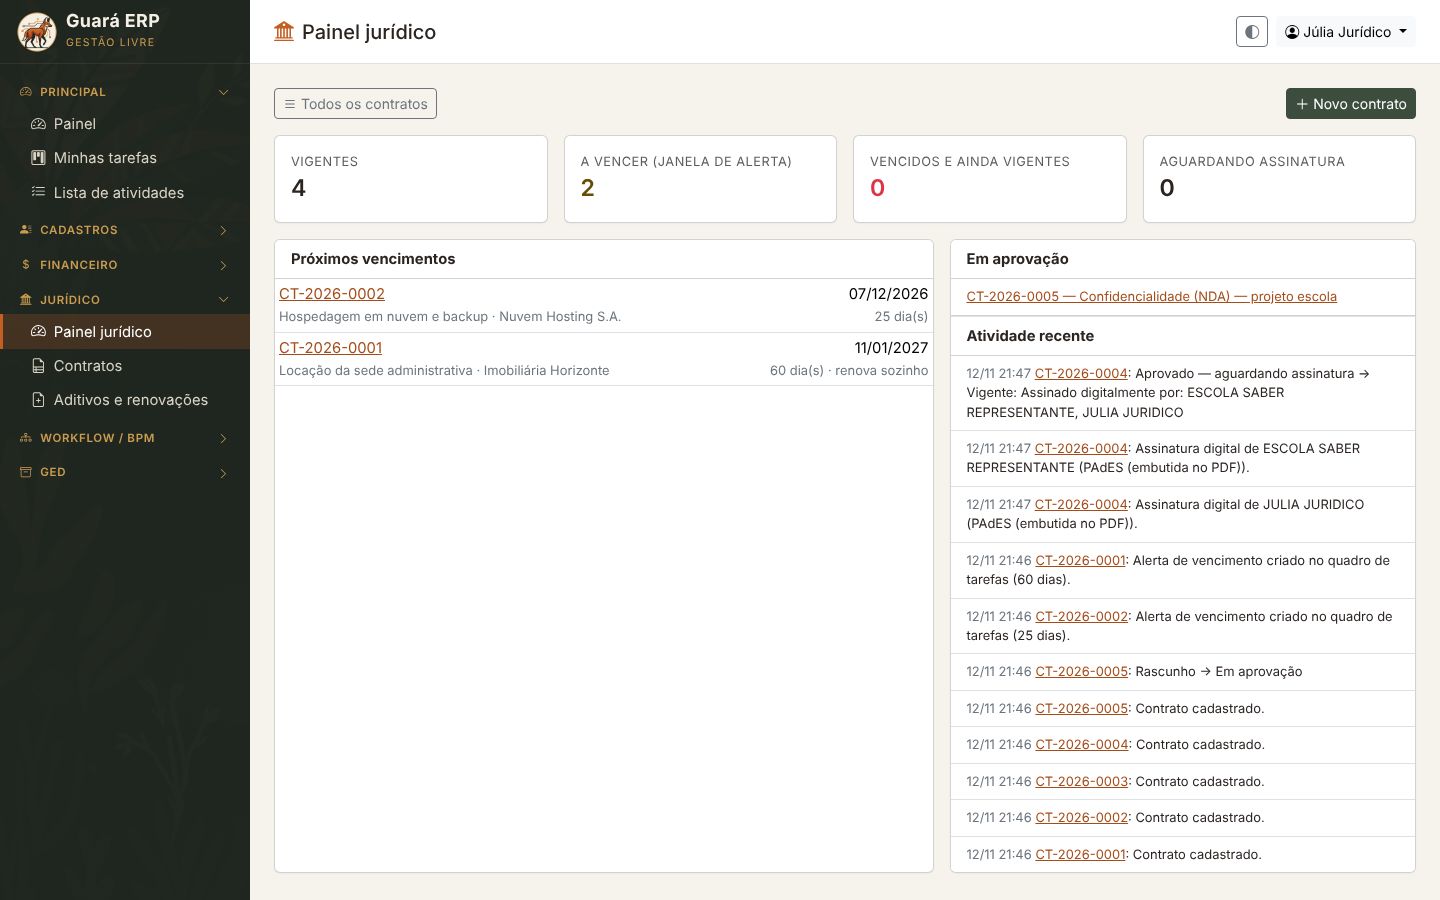 Guará ERP
GESTÃO LIVRE
PRINCIPAL
Painel
Minhas tarefas
Lista de atividades
CADASTROS
FINANCEIRO
JURÍDICO
Painel jurídico
Contratos
Aditivos e renovações
WORKFLOW / BPM
GED
Painel jurídico
Júlia Jurídico
Todos os contratos
+ Novo contrato
VIGENTES
4
A VENCER (JANELA DE ALERTA)
2
VENCIDOS E AINDA VIGENTES
0
AGUARDANDO ASSINATURA
0
Próximos vencimentos
CT-2026-0002 07/12/2026
Hospedagem em nuvem e backup · Nuvem Hosting S.A. 25 dia(s)
CT-2026-0001 11/01/2027
Locação da sede administrativa · Imobiliária Horizonte 60 dia(s) · renova sozinho
Em aprovação
CT-2026-0005 — Confidencialidade (NDA) — projeto escola
Atividade recente
12/11 21:47 CT-2026-0004: Aprovado — aguardando assinatura →
Vigente: Assinado digitalmente por: ESCOLA SABER
REPRESENTANTE, JULIA JURIDICO
12/11 21:47 CT-2026-0004: Assinatura digital de ESCOLA SABER
REPRESENTANTE (PAdES (embutida no PDF)).
12/11 21:47 CT-2026-0004: Assinatura digital de JULIA JURIDICO
(PAdES (embutida no PDF)).
12/11 21:46 CT-2026-0001: Alerta de vencimento criado no quadro de
tarefas (60 dias).
12/11 21:46 CT-2026-0002: Alerta de vencimento criado no quadro de
tarefas (25 dias).
12/11 21:46 CT-2026-0005: Rascunho → Em aprovação
12/11 21:46 CT-2026-0005: Contrato cadastrado.
12/11 21:46 CT-2026-0004: Contrato cadastrado.
12/11 21:46 CT-2026-0003: Contrato cadastrado.
12/11 21:46 CT-2026-0002: Contrato cadastrado.
12/11 21:46 CT-2026-0001: Contrato cadastrado.